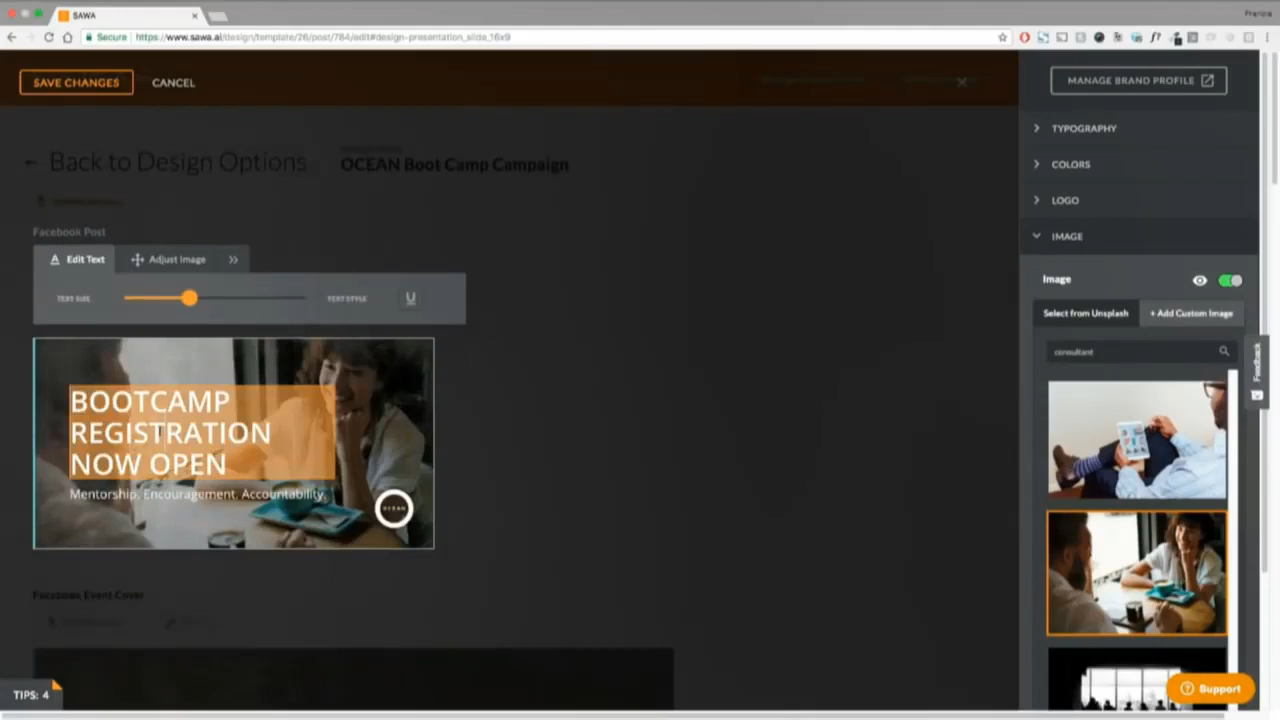 SAWA
Secure
https://www.sawa.ai/design/template/26/post/784/edit#design-presentation_slide_16x9
SAVE CHANGES
CANCEL
Back to Design Options
OCEAN Boot Camp Campaign
Facebook Post
Edit Text
Adjust Image
TEXT SIZE
TEXT STYLE
U
BOOTCAMP
REGISTRATION
NOW OPEN
Mentorship. Encouragement. Accountability.
OCEAN
Facebook Event Cover
TIPS: 4
MANAGE BRAND PROFILE
TYPOGRAPHY
COLORS
LOGO
IMAGE
Image
Select from Unsplash
+ Add Custom Image
consultant
Feedback
Support